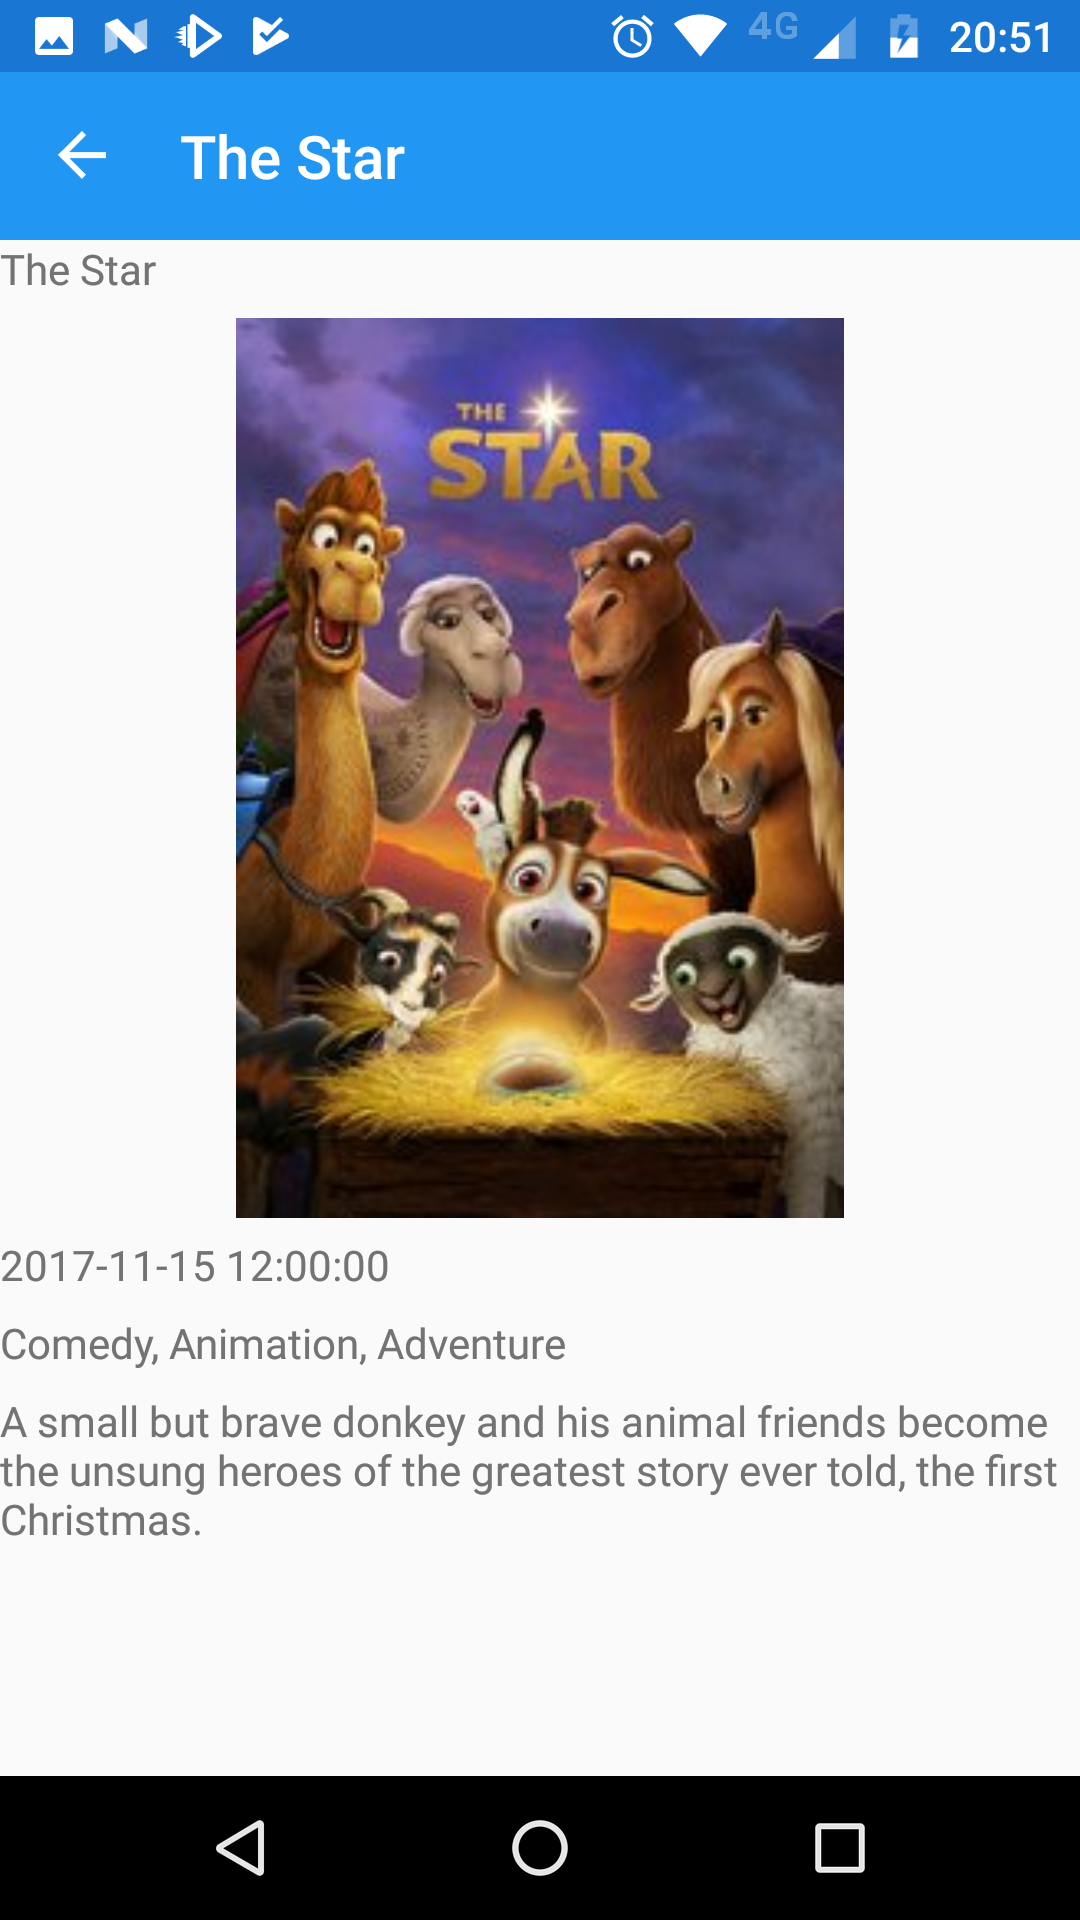 4G 20:51
The Star
The Star
THE
STAR
2017-11-15 12:00:00
Comedy, Animation, Adventure
A small but brave donkey and his animal friends become
the unsung heroes of the greatest story ever told, the first
Christmas.